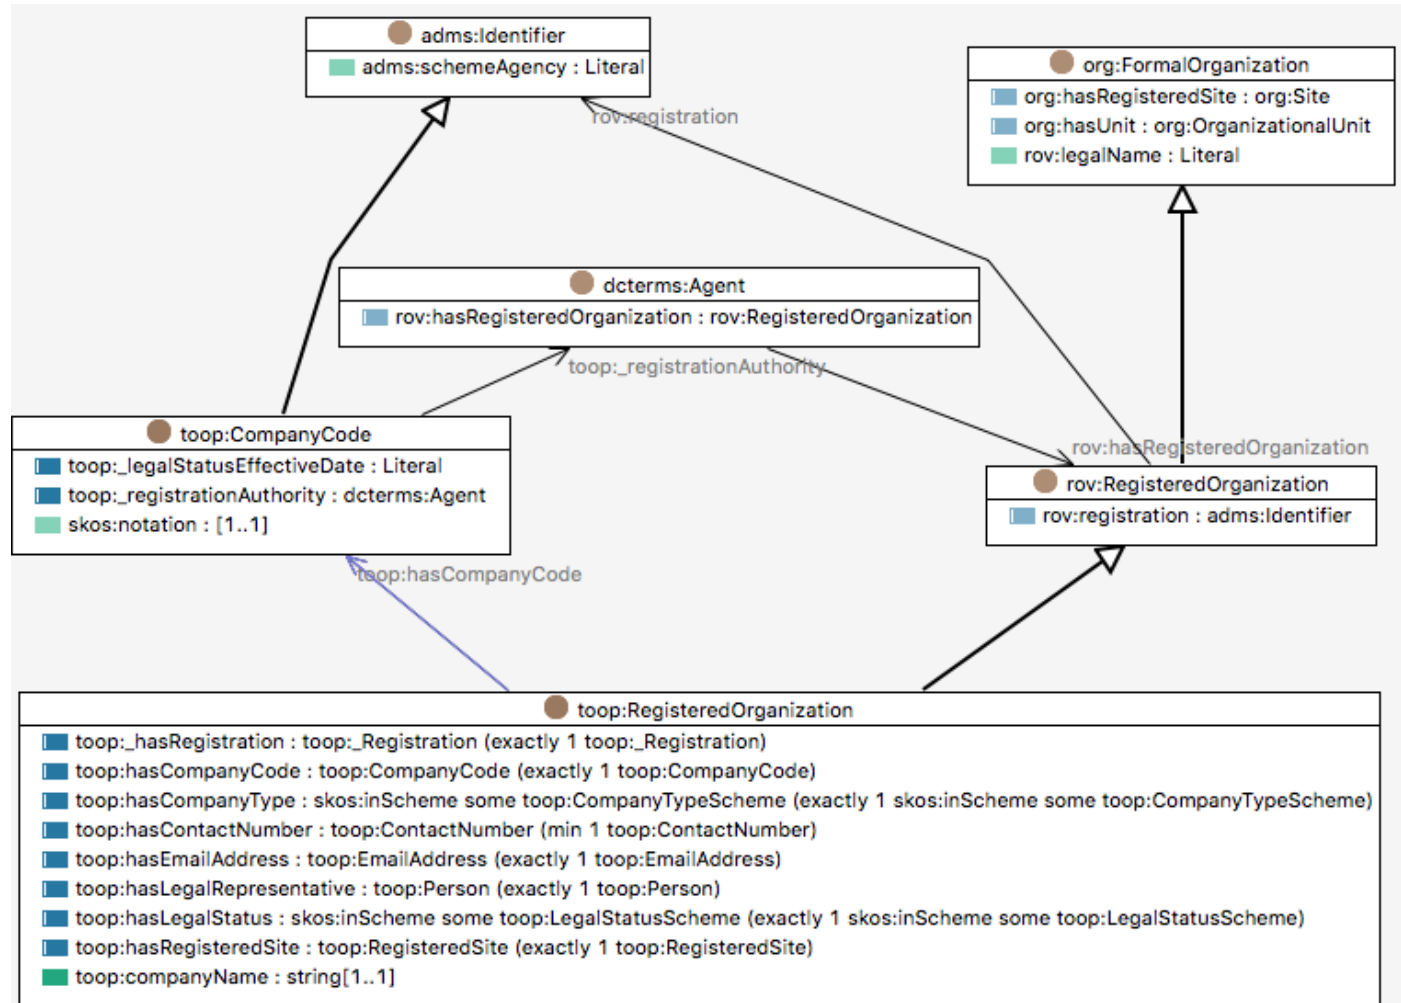 adms:Identifier
adms:schemeAgency : Literal
org:FormalOrganization
org:hasRegisteredSite : org:Site
org:hasUnit : org:OrganizationalUnit
rov:legalName : Literal
rov:registration
dcterms:Agent
rov:hasRegisteredOrganization : rov:RegisteredOrganization
toop:_registrationAuthority
toop:CompanyCode
toop:_legalStatusEffectiveDate : Literal
toop:_registrationAuthority : dcterms:Agent
skos:notation : [1..1]
rov:hasRegisteredOrganization
rov:RegisteredOrganization
rov:registration : adms:Identifier
toop:hasCompanyCode
toop:RegisteredOrganization
toop:_hasRegistration : toop:_Registration (exactly 1 toop:_Registration)
toop:hasCompanyCode : toop:CompanyCode (exactly 1 toop:CompanyCode)
toop:hasCompanyType : skos:inScheme some toop:CompanyTypeScheme (exactly 1 skos:inScheme some toop:CompanyTypeScheme)
toop:hasContactNumber : toop:ContactNumber (min 1 toop:ContactNumber)
toop:hasEmailAddress : toop:EmailAddress (exactly 1 toop:EmailAddress)
toop:hasLegalRepresentative : toop:Person (exactly 1 toop:Person)
toop:hasLegalStatus : skos:inScheme some toop:LegalStatusScheme (exactly 1 skos:inScheme some toop:LegalStatusScheme)
toop:hasRegisteredSite : toop:RegisteredSite (exactly 1 toop:RegisteredSite)
toop:companyName : string[1..1]